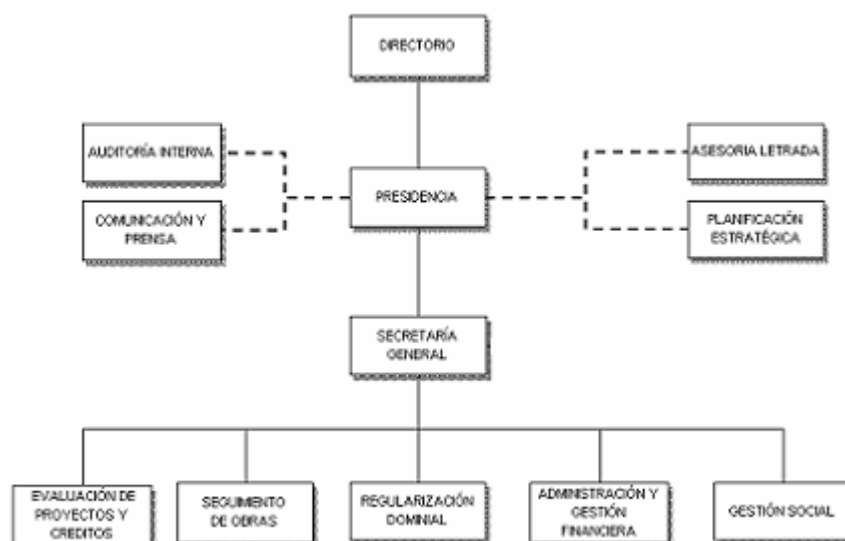 DIRECTORIO
AUDITORÍA INTERNA
ASESORIA LETRADA
PRESIDENCIA
COMUNICACIÓN Y
PRENSA
PLANIFICACIÓN
ESTRATÉGICA
SECRETARÍA
GENERAL
EVALUACIÓN DE
PROYECTOS Y
CREDITOS
SEGUIMIENTO
DE OBRAS
REGULARIZACIÓN
DOMINIAL
ADMINISTRACIÓN Y
GESTIÓN
FINANCIERA
GESTIÓN SOCIAL